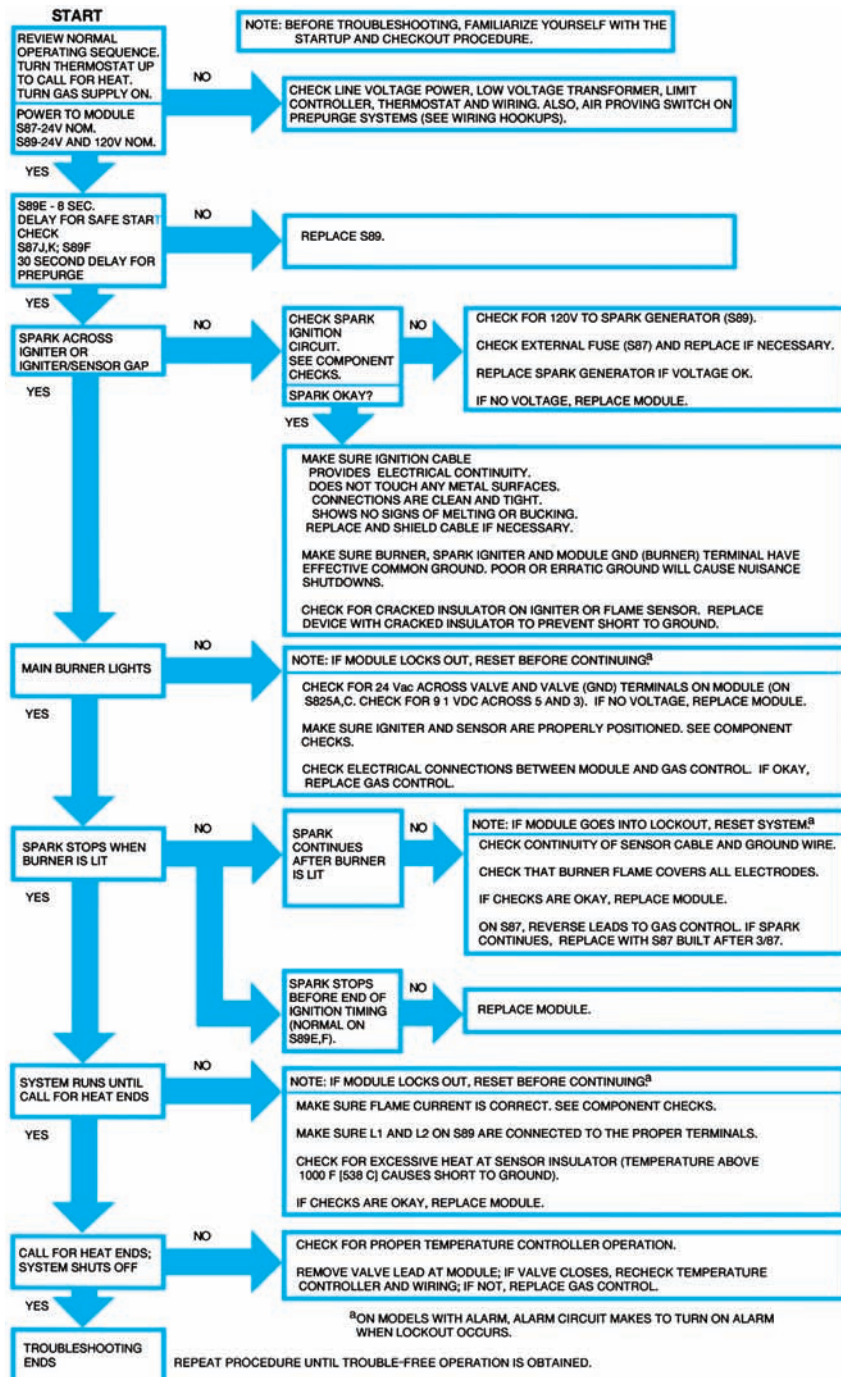 START
NOTE: BEFORE TROUBLESHOOTING, FAMILIARIZE YOURSELF WITH THE
STARTUP AND CHECKOUT PROCEDURE.
REVIEW NORMAL
OPERATING SEQUENCE.
TURN THERMOSTAT UP
TO CALL FOR HEAT.
TURN GAS SUPPLY ON.
POWER TO MODULE
S87-24V NOM.
S89-24V AND 120V NOM.
NO
CHECK LINE VOLTAGE POWER, LOW VOLTAGE TRANSFORMER, LIMIT
CONTROLLER, THERMOSTAT AND WIRING. ALSO, AIR PROVING SWITCH ON
PREPURGE SYSTEMS (SEE WIRING HOOKUPS).
YES
S89E - 8 SEC.
DELAY FOR SAFE START
CHECK
S87J,K; S89F
30 SECOND DELAY FOR
PREPURGE
NO
REPLACE S89.
YES
SPARK ACROSS
IGNITER OR
IGNITER/SENSOR GAP
NO
CHECK SPARK
IGNITION
CIRCUIT.
SEE COMPONENT
CHECKS.
SPARK OKAY?
NO
CHECK FOR 120V TO SPARK GENERATOR (S89).
CHECK EXTERNAL FUSE (S87) AND REPLACE IF NECESSARY.
REPLACE SPARK GENERATOR IF VOLTAGE OK.
IF NO VOLTAGE, REPLACE MODULE.
YES
YES
MAKE SURE IGNITION CABLE
PROVIDES ELECTRICAL CONTINUITY.
DOES NOT TOUCH ANY METAL SURFACES.
CONNECTIONS ARE CLEAN AND TIGHT.
SHOWS NO SIGNS OF MELTING OR BUCKING.
REPLACE AND SHIELD CABLE IF NECESSARY.
MAKE SURE BURNER, SPARK IGNITER AND MODULE GND (BURNER) TERMINAL HAVE
EFFECTIVE COMMON GROUND. POOR OR ERRATIC GROUND WILL CAUSE NUISANCE
SHUTDOWNS.
CHECK FOR CRACKED INSULATOR ON IGNITER OR FLAME SENSOR. REPLACE
DEVICE WITH CRACKED INSULATOR TO PREVENT SHORT TO GROUND.
MAIN BURNER LIGHTS
NO
NOTE: IF MODULE LOCKS OUT, RESET BEFORE CONTINUING.a
CHECK FOR 24 Vac ACROSS VALVE AND VALVE (GND) TERMINALS ON MODULE (ON
S825A,C. CHECK FOR 9 1 VDC ACROSS 5 AND 3). IF NO VOLTAGE, REPLACE MODULE.
MAKE SURE IGNITER AND SENSOR ARE PROPERLY POSITIONED. SEE COMPONENT
CHECKS.
CHECK ELECTRICAL CONNECTIONS BETWEEN MODULE AND GAS CONTROL. IF OKAY,
REPLACE GAS CONTROL.
YES
SPARK STOPS WHEN
BURNER IS LIT
NO
SPARK
CONTINUES
AFTER BURNER
IS LIT
NO
NOTE: IF MODULE GOES INTO LOCKOUT, RESET SYSTEM.a
CHECK CONTINUITY OF SENSOR CABLE AND GROUND WIRE.
CHECK THAT BURNER FLAME COVERS ALL ELECTRODES.
IF CHECKS ARE OKAY, REPLACE MODULE.
ON S87, REVERSE LEADS TO GAS CONTROL. IF SPARK
CONTINUES, REPLACE WITH S87 BUILT AFTER 3/87.
YES
SPARK STOPS
BEFORE END OF
IGNITION TIMING
(NORMAL ON
S89E,F).
NO
REPLACE MODULE.
SYSTEM RUNS UNTIL
CALL FOR HEAT ENDS
NO
NOTE: IF MODULE LOCKS OUT, RESET BEFORE CONTINUING.a
MAKE SURE FLAME CURRENT IS CORRECT. SEE COMPONENT CHECKS.
MAKE SURE L1 AND L2 ON S89 ARE CONNECTED TO THE PROPER TERMINALS.
CHECK FOR EXCESSIVE HEAT AT SENSOR INSULATOR (TEMPERATURE ABOVE
1000 F [538 C] CAUSES SHORT TO GROUND).
IF CHECKS ARE OKAY, REPLACE MODULE.
YES
CALL FOR HEAT ENDS;
SYSTEM SHUTS OFF
NO
CHECK FOR PROPER TEMPERATURE CONTROLLER OPERATION.
REMOVE VALVE LEAD AT MODULE; IF VALVE CLOSES, RECHECK TEMPERATURE
CONTROLLER AND WIRING; IF NOT, REPLACE GAS CONTROL.
YES
aON MODELS WITH ALARM, ALARM CIRCUIT MAKES TO TURN ON ALARM
WHEN LOCKOUT OCCURS.
TROUBLESHOOTING
ENDS
REPEAT PROCEDURE UNTIL TROUBLE-FREE OPERATION IS OBTAINED.